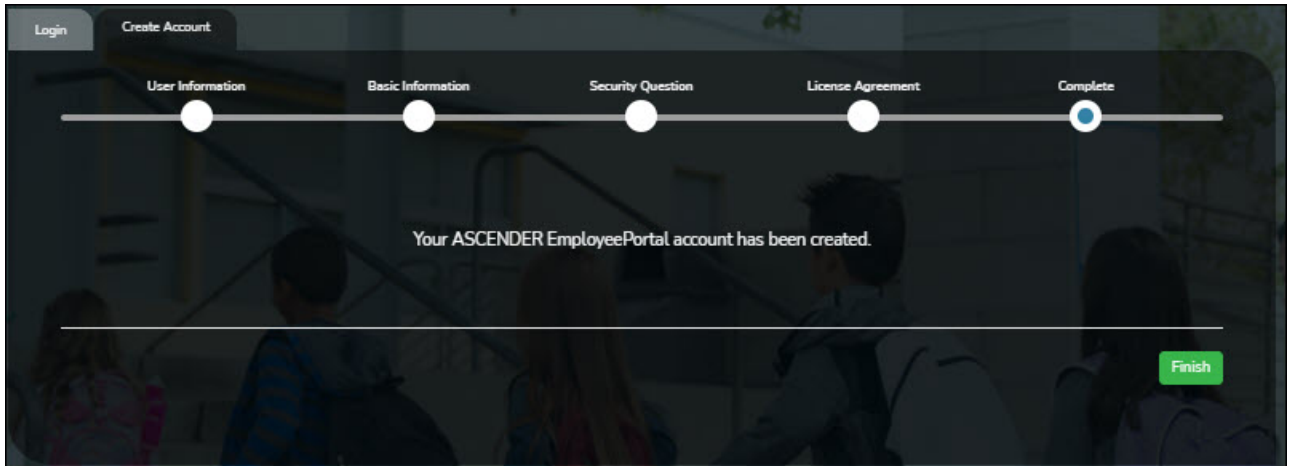 Login
Create Account
User Information
Basic Information
Security Question
License Agreement
Complete
Your ASCENDER EmployeePortal account has been created.
Finish